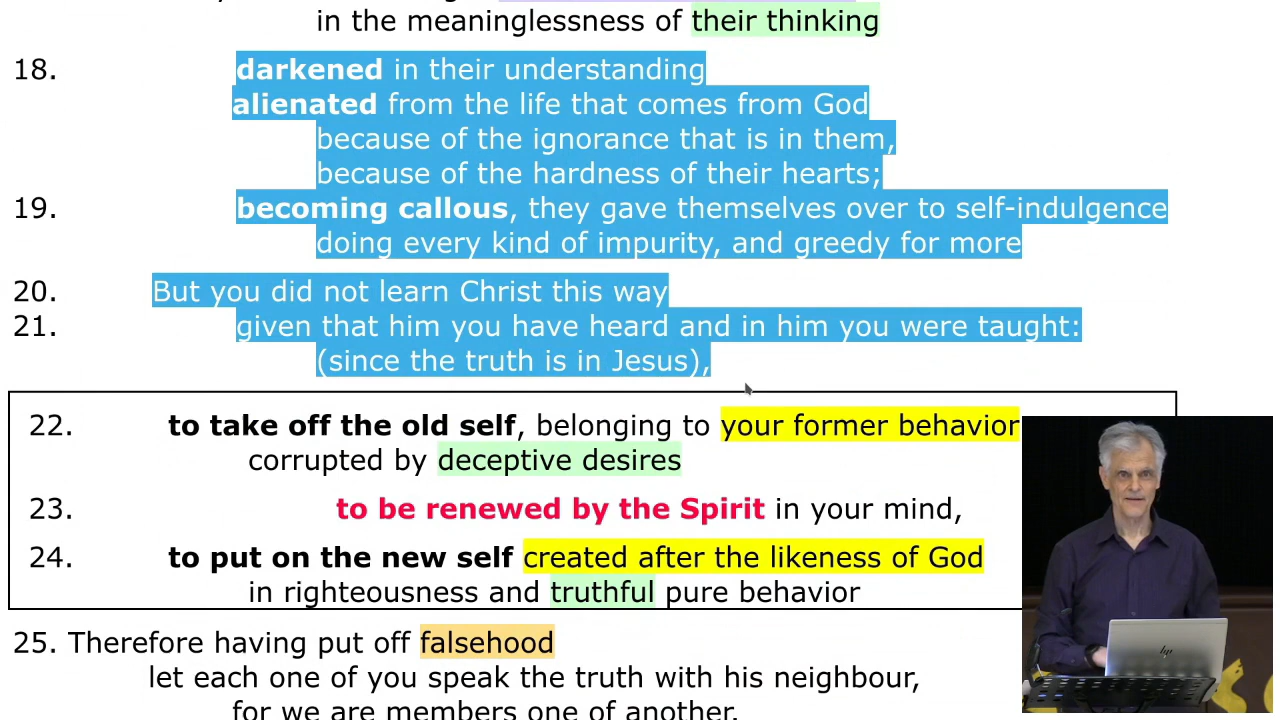 in the meaninglessness of their thinking
18. darkened in their understanding
alienated from the life that comes from God
because of the ignorance that is in them,
because of the hardness of their hearts;
19. becoming callous, they gave themselves over to self-indulgence
doing every kind of impurity, and greedy for more
20. But you did not learn Christ this way
21. given that him you have heard and in him you were taught:
(since the truth is in Jesus),
22. to take off the old self, belonging to your former behavior
corrupted by deceptive desires
23. to be renewed by the Spirit in your mind,
24. to put on the new self created after the likeness of God
in righteousness and truthful pure behavior
25. Therefore having put off falsehood
let each one of you speak the truth with his neighbour,
for we are members one of another.
hp